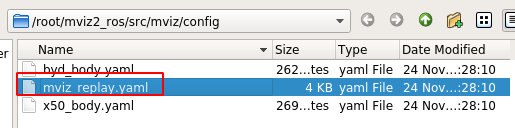 /root/mviz2_ros/src/mviz/config
Name Size Type Date Modified
byd_body.yaml 262...tes yaml File 24 Nov...:28:10
mviz_replay.yaml 4 KB yaml File 24 Nov...:28:10
x50_body.yaml 269...tes yaml File 24 Nov...:28:10